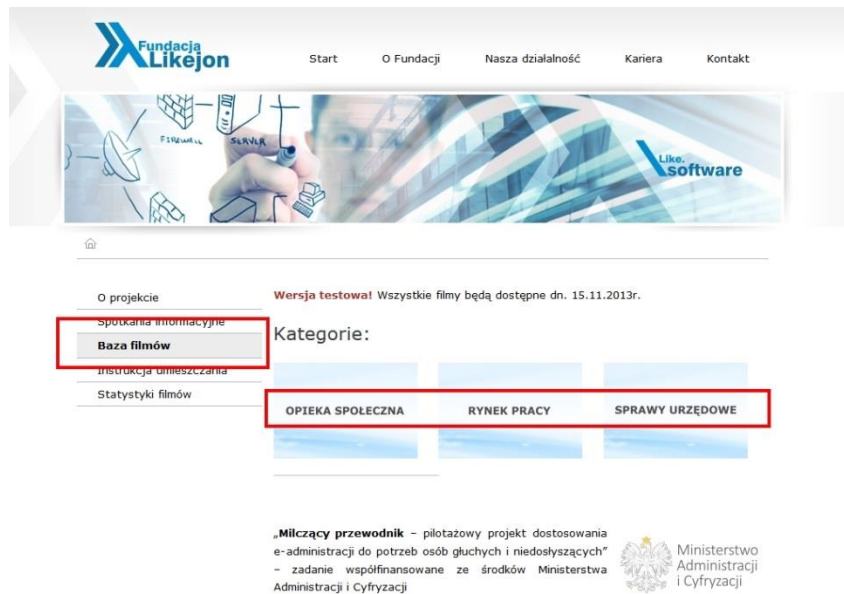 Fundacja
Likejon
Start O Fundacji Nasza działalność Kariera Kontakt
FIREWALL SERVER
Like.
software
O projekcie
Spotkania informacyjne
Baza filmów
Instrukcja umieszczania
Statystyki filmów
Wersja testowa! Wszystkie filmy będą dostępne dn. 15.11.2013r.
Kategorie:
OPIEKA SPOŁECZNA RYNEK PRACY SPRAWY URZĘDOWE
„Milczący przewodnik – pilotażowy projekt dostosowania
e-administracji do potrzeb osób głuchych i niedosłyszących”
– zadanie współfinansowane ze środków Ministerstwa
Administracji i Cyfryzacji
Ministerstwo
Administracji
i Cyfryzacji